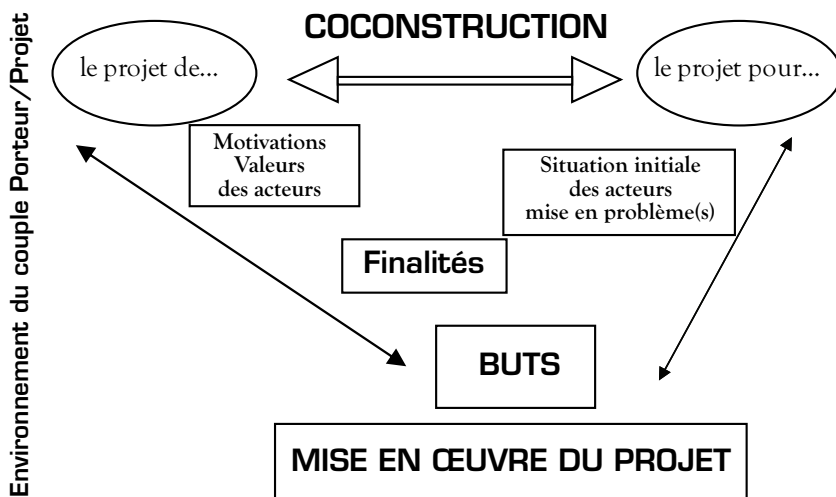 COCONSTRUCTION
le projet de...
le projet pour...
Motivations
Valeurs
des acteurs
Situation initiale
des acteurs
mise en problème(s)
Finalités
BUTS
MISE EN ŒUVRE DU PROJET
Environnement du couple Porteur/Projet